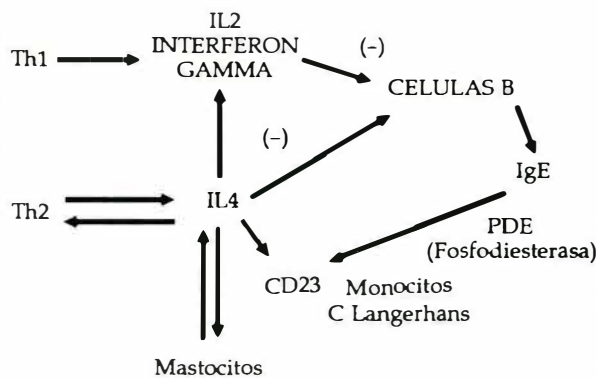 IL2
INTERFERON
GAMMA
(-)
Th1
CELULAS B
(-)
IgE
Th2
IL4
PDE
(Fosfodiesterasa)
CD23
Monocitos
C Langerhans
Mastocitos